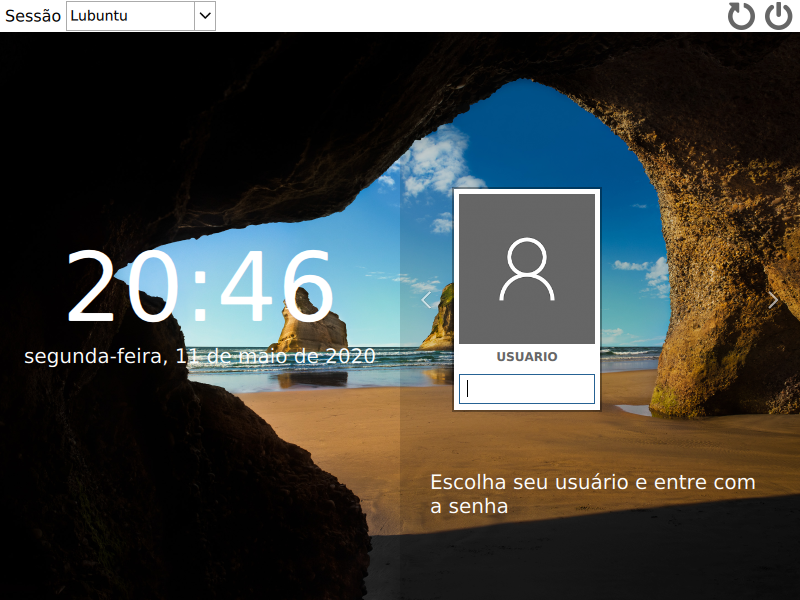 Sessão Lubuntu
20:46
segunda-feira, 11 de maio de 2020
USUARIO
Escolha seu usuário e entre com
a senha